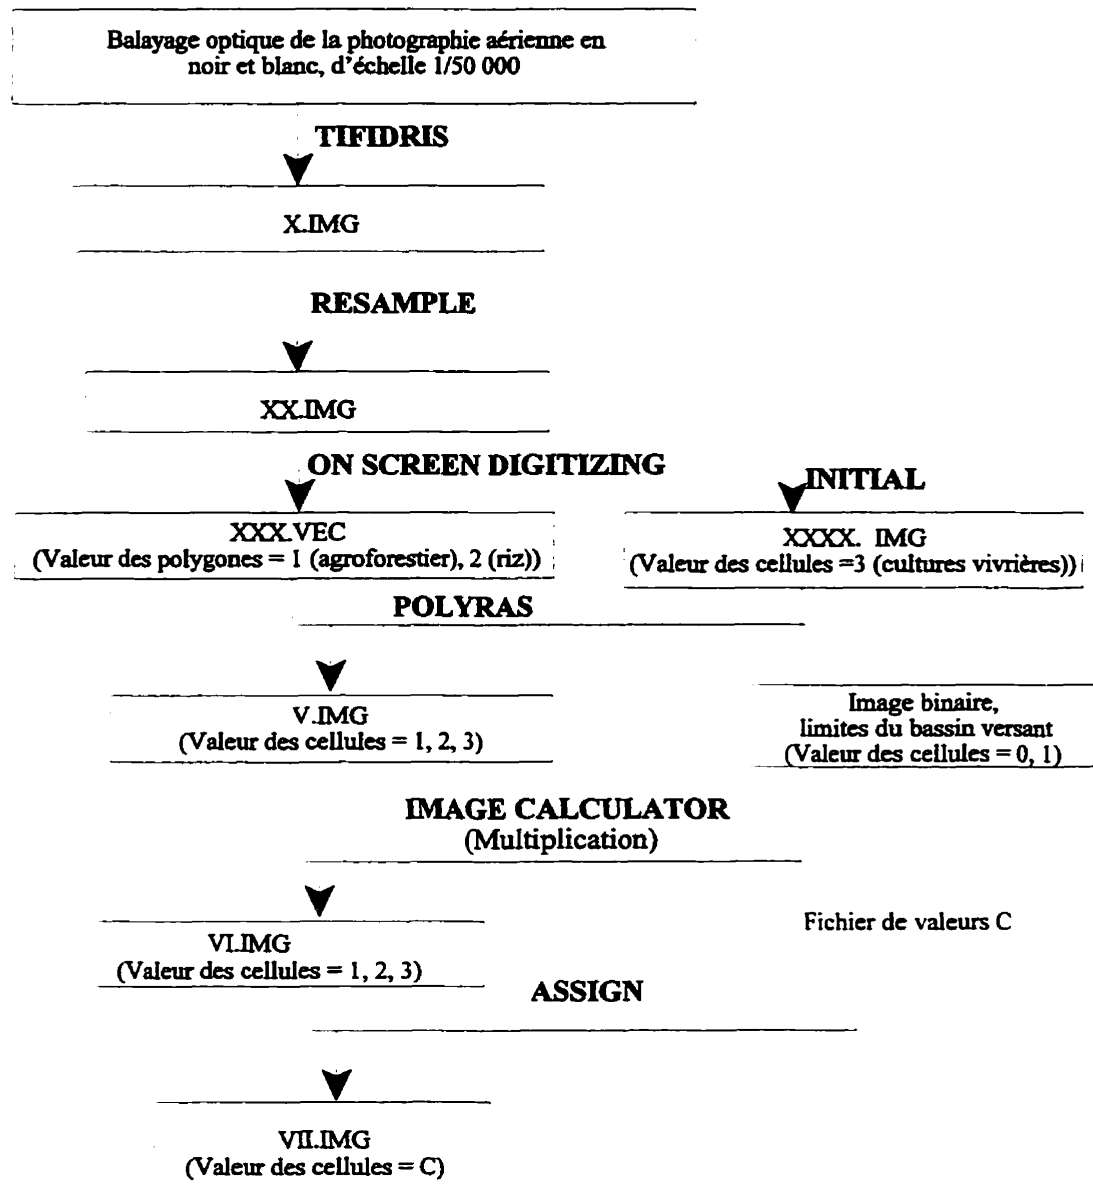 Balayage optique de la photographie aérienne en
noir et blanc, d'échelle 1/50 000
TIFIDRIS
X.IMG
RESAMPLE
XX.IMG
ON SCREEN DIGITIZING
INITIAL
XXX.VEC
(Valeur des polygones = 1 (agroforestier), 2 (riz))
XXXX. IMG
(Valeur des cellules =3 (cultures vivrières))
POLYRAS
V.IMG
(Valeur des cellules = 1, 2, 3)
Image binaire,
limites du bassin versant
(Valeur des cellules = 0, 1)
IMAGE CALCULATOR
(Multiplication)
VI.IMG
(Valeur des cellules = 1, 2, 3)
Fichier de valeurs C
ASSIGN
VII.IMG
(Valeur des cellules = C)